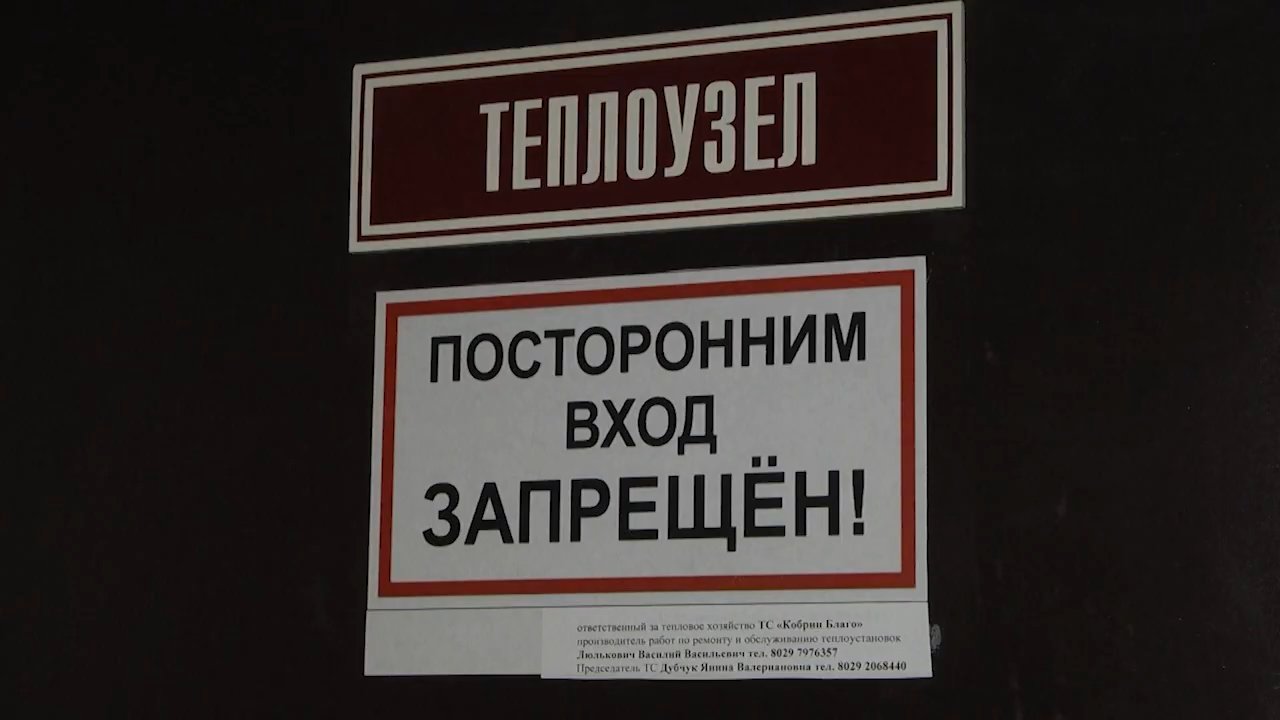 ТЕПЛОУЗЕЛ
ПОСТОРОННИМ
ВХОД
ЗАПРЕЩЁН!
ответственный за тепловое хозяйство ТС «Кобрин Благо»
производитель работ по ремонту и обслуживанию теплоустановок
Люлькович Василий Васильевич тел. 8029 7976357
Председатель ТС Дубчук Янина Валериановна тел. 8029 2068440